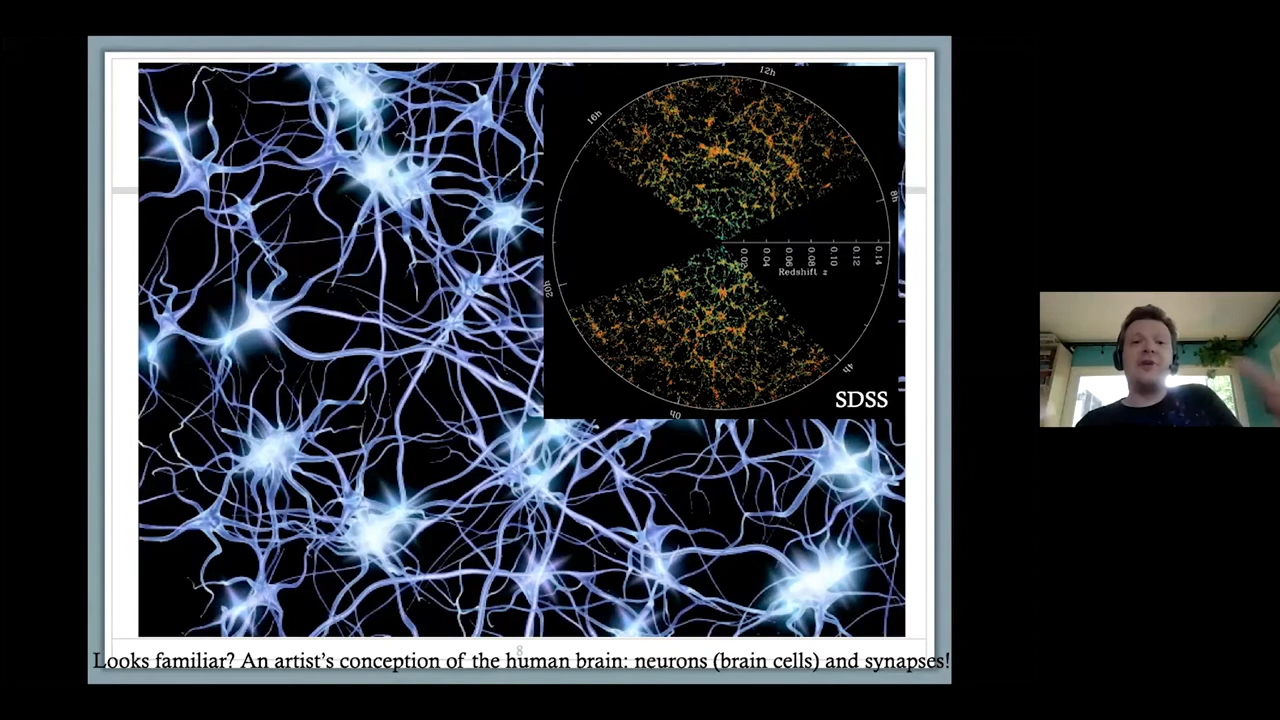 12h
16h
8h
0.02 0.04 0.06 0.08 0.10 0.12 0.14
Redshift z
20h
4h
0h
SDSS
8
Looks familiar? An artist's conception of the human brain: neurons (brain cells) and synapses!